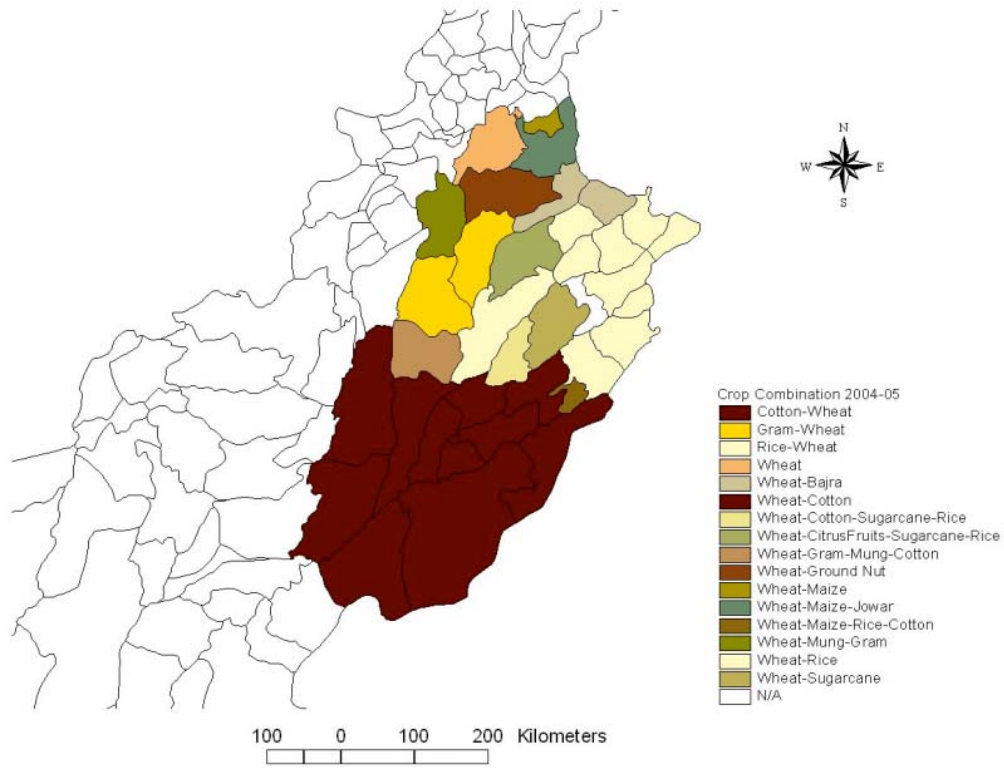 N
W E
S
Crop Combination 2004-05
Cotton-Wheat
Gram-Wheat
Rice-Wheat
Wheat
Wheat-Bajra
Wheat-Cotton
Wheat-Cotton-Sugarcane-Rice
Wheat-CitrusFruits-Sugarcane-Rice
Wheat-Gram-Mung-Cotton
Wheat-Ground Nut
Wheat-Maize
Wheat-Maize-Jowar
Wheat-Maize-Rice-Cotton
Wheat-Mung-Gram
Wheat-Rice
Wheat-Sugarcane
N/A
100 0 100 200 Kilometers